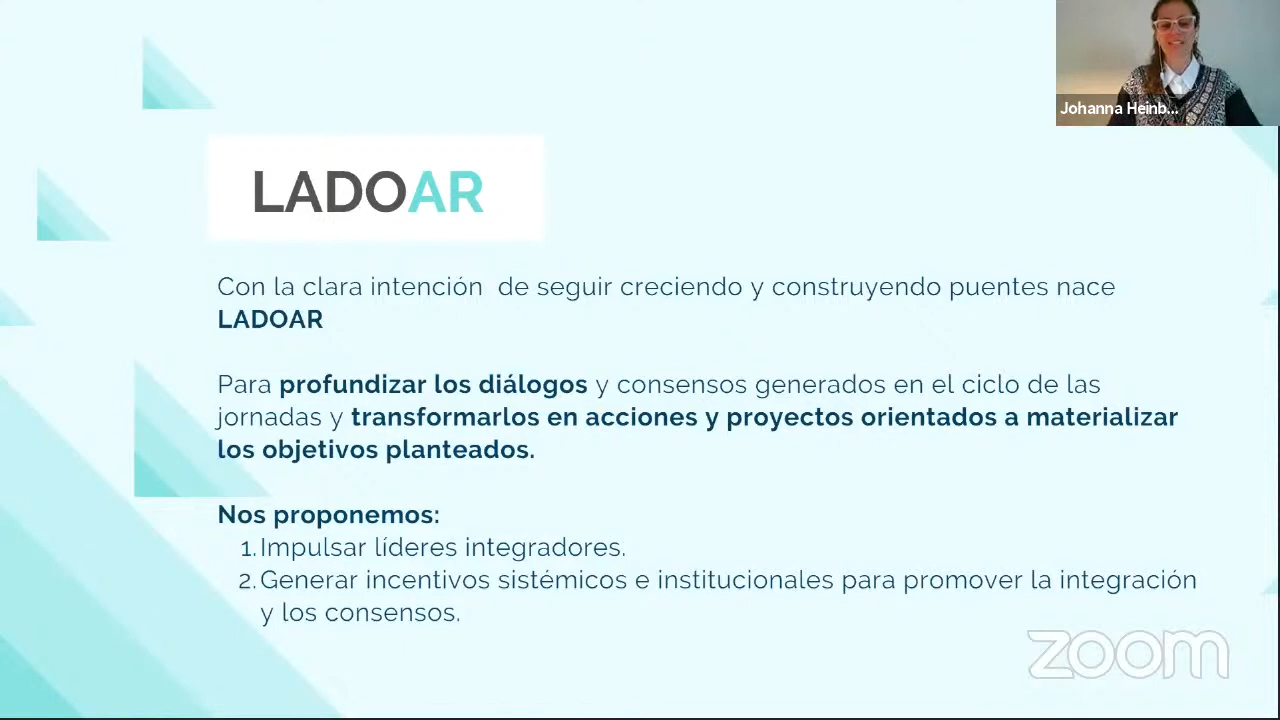 Johanna Heinb...
LADOAR
Con la clara intención de seguir creciendo y construyendo puentes nace
LADOAR
Para profundizar los diálogos y consensos generados en el ciclo de las
jornadas y transformarlos en acciones y proyectos orientados a materializar
los objetivos planteados.
Nos proponemos:
1. Impulsar líderes integradores.
2. Generar incentivos sistémicos e institucionales para promover la integración
y los consensos.
zoom